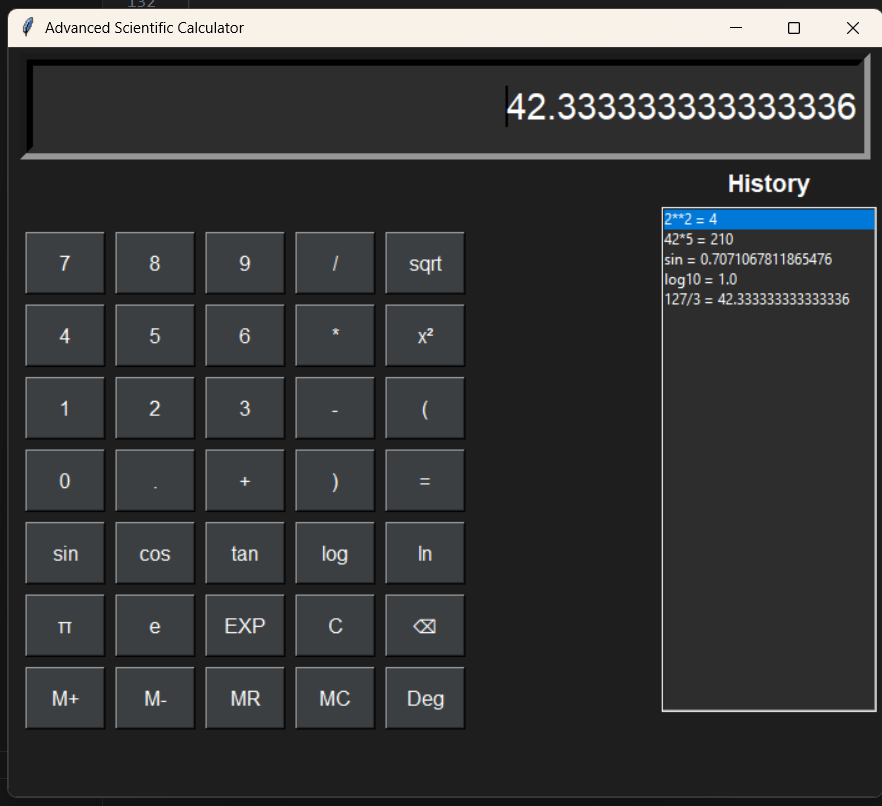 132
Advanced Scientific Calculator
42.333333333333336
History
2**2 = 4
42*5 = 210
sin = 0.7071067811865476
log10 = 1.0
127/3 = 42.333333333333336
7 8 9 / sqrt
4 5 6 * x²
1 2 3 - (
0 . + ) =
sin cos tan log ln
π e EXP C ⌫
M+ M- MR MC Deg